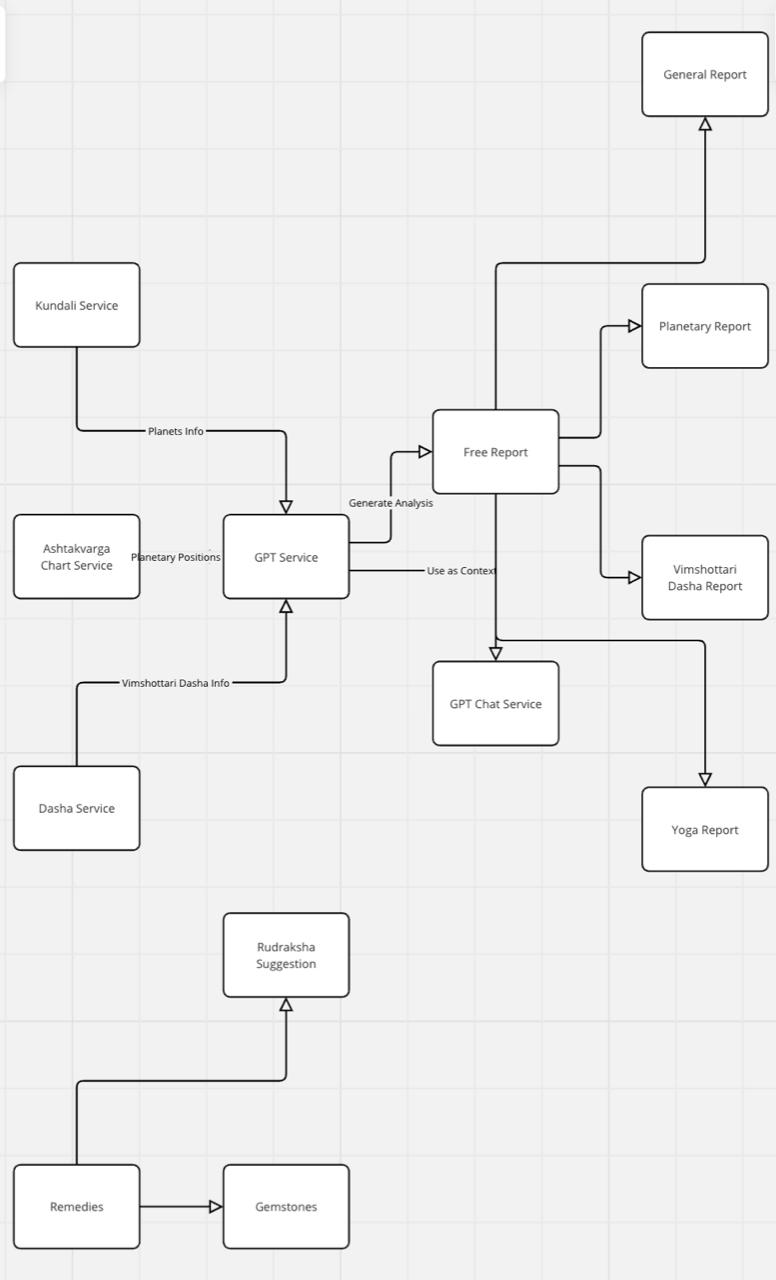 General Report
Kundali Service
Planetary Report
Planets Info
Free Report
Generate Analysis
Ashtakvarga
Chart Service
Planetary Positions
GPT Service
Use as Context
Vimshottari
Dasha Report
Vimshottari Dasha Info
GPT Chat Service
Dasha Service
Yoga Report
Rudraksha
Suggestion
Remedies
Gemstones